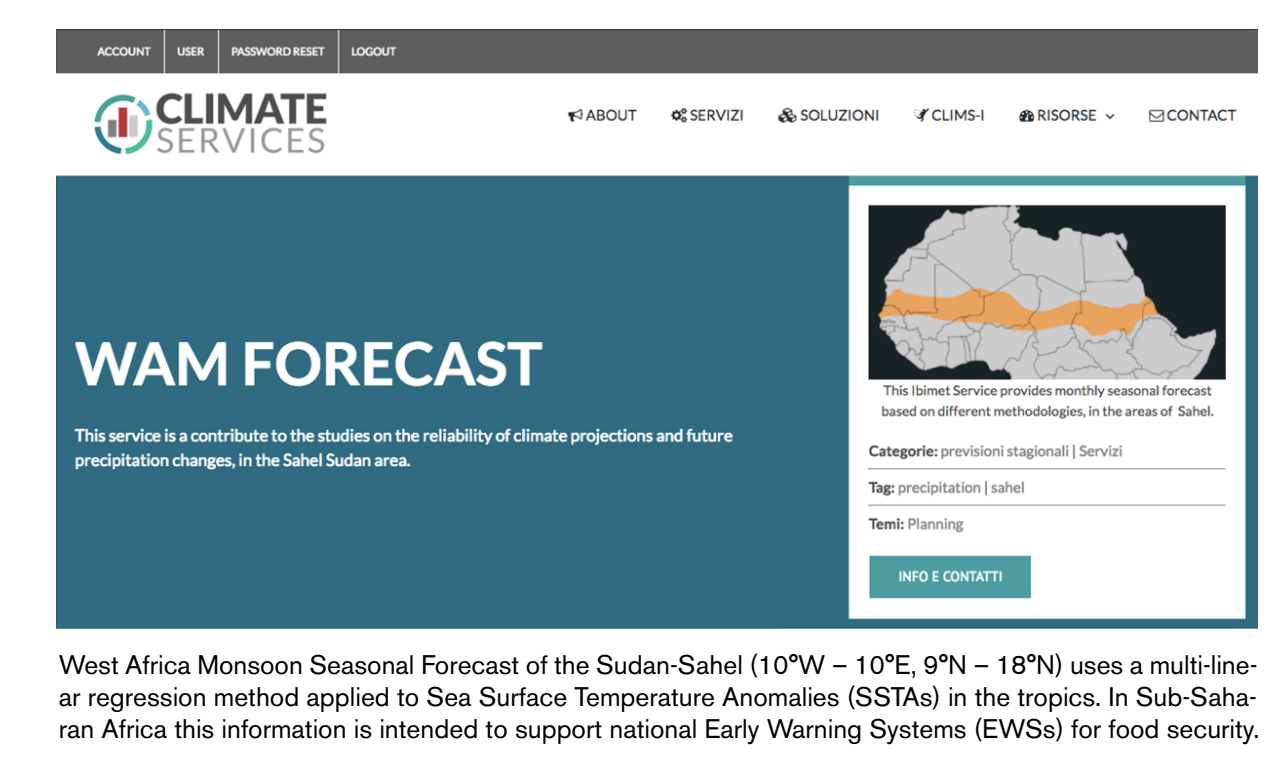 ACCOUNT USER PASSWORD RESET LOGOUT
CLIMATE
SERVICES
ABOUT SERVIZI SOLUZIONI CLIMS-I RISORSE CONTACT
WAM FORECAST
This service is a contribute to the studies on the reliability of climate projections and future
precipitation changes, in the Sahel Sudan area.
This Ibimet Service provides monthly seasonal forecast
based on different methodologies, in the areas of Sahel.
Categorie: previsioni stagionali | Servizi
Tag: precipitation | sahel
Temi: Planning
INFO E CONTATTI
West Africa Monsoon Seasonal Forecast of the Sudan-Sahel (10°W – 10°E, 9°N – 18°N) uses a multi-line-
ar regression method applied to Sea Surface Temperature Anomalies (SSTAs) in the tropics. In Sub-Saha-
ran Africa this information is intended to support national Early Warning Systems (EWSs) for food security.